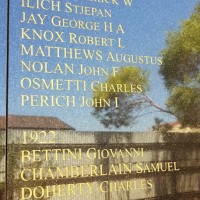 ILICH STJEPAN
JAY GEORGE H A
KNOX ROBERT L
MATTHEWS AUGUSTUS
NOLAN JOHN F
OSMETTI CHARLES
PERICH JOHN I
1922
BETTINI GIOVANNI
CHAMBERLAIN SAMUEL
DOHERTY CHARLES